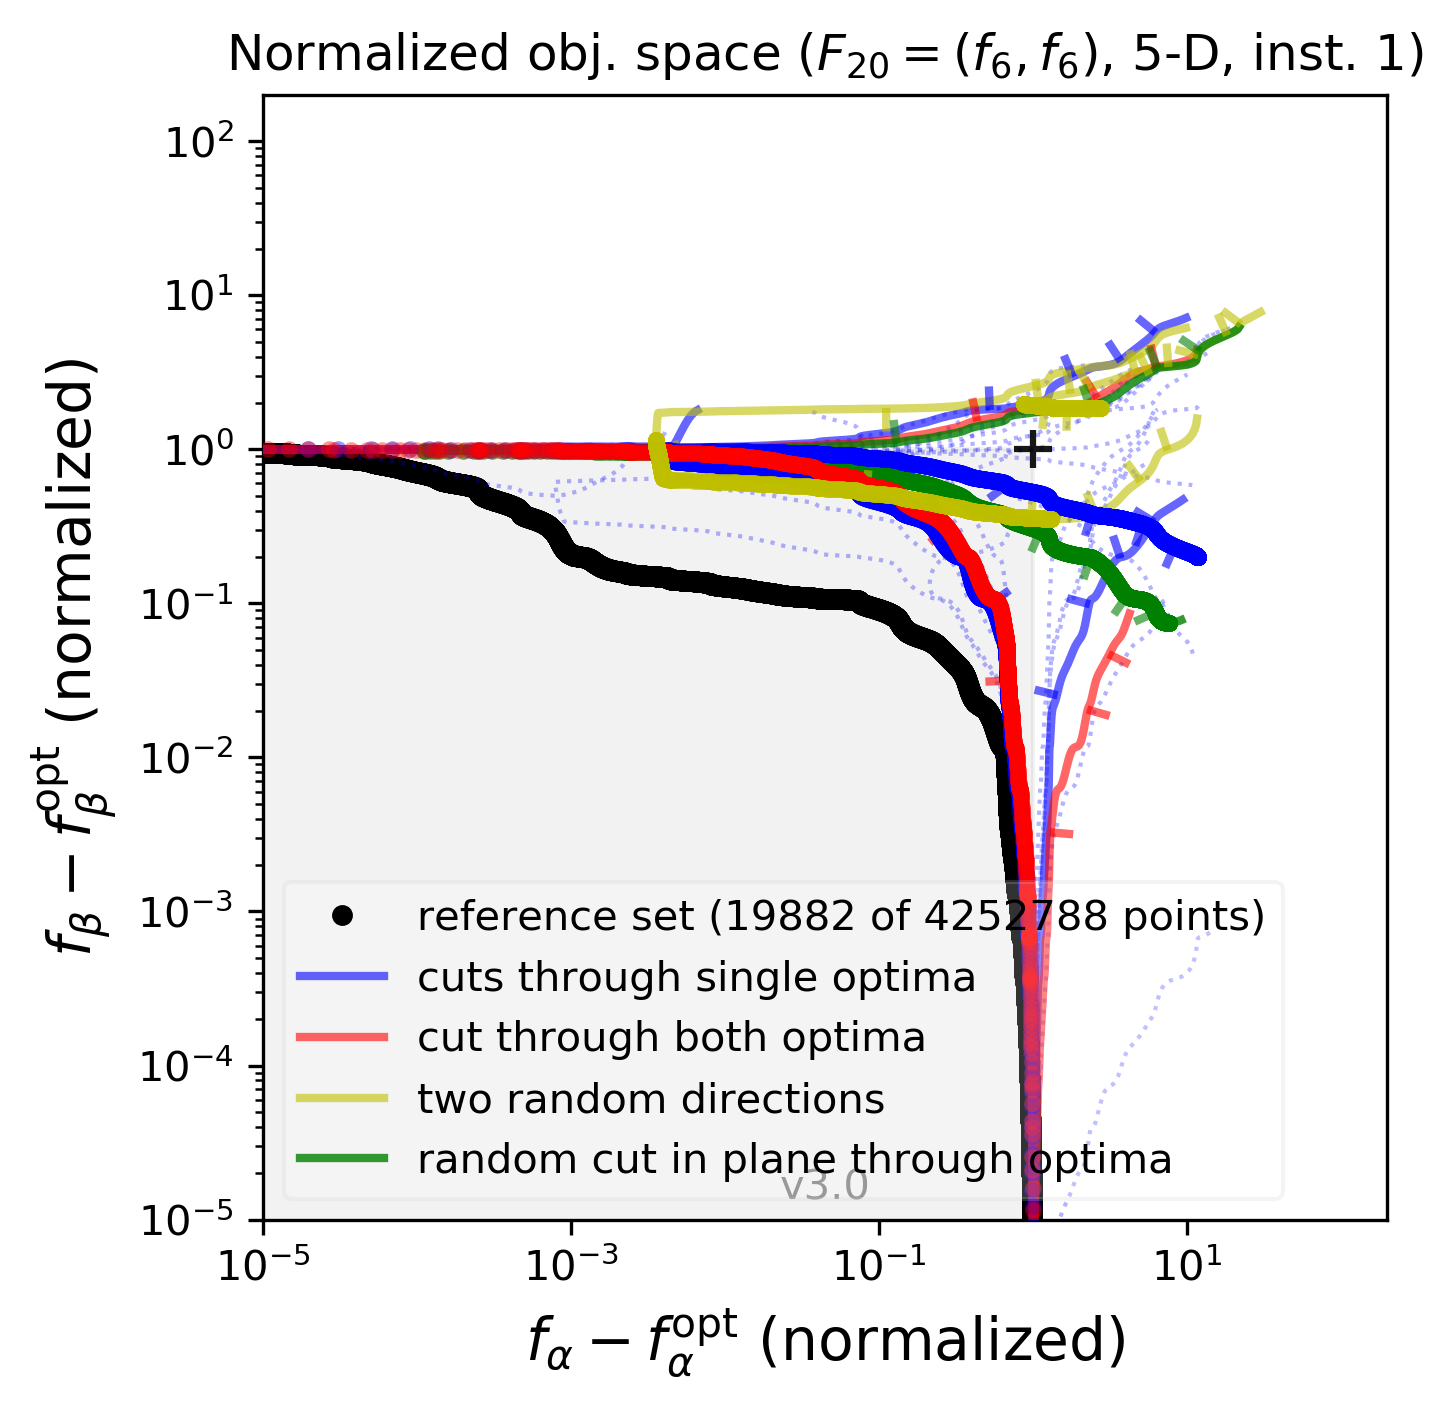 Normalized obj. space (F₂₀ = (f₆, f₆), 5-D, inst. 1)
10²
10¹
10⁰
10⁻¹
10⁻²
10⁻³
10⁻⁴
10⁻⁵
f_β − f_β^opt (normalized)
reference set (19882 of 4252788 points)
cuts through single optima
cut through both optima
two random directions
random cut in plane through optima
v3.0
10⁻⁵ 10⁻³ 10⁻¹ 10¹
f_α − f_α^opt (normalized)